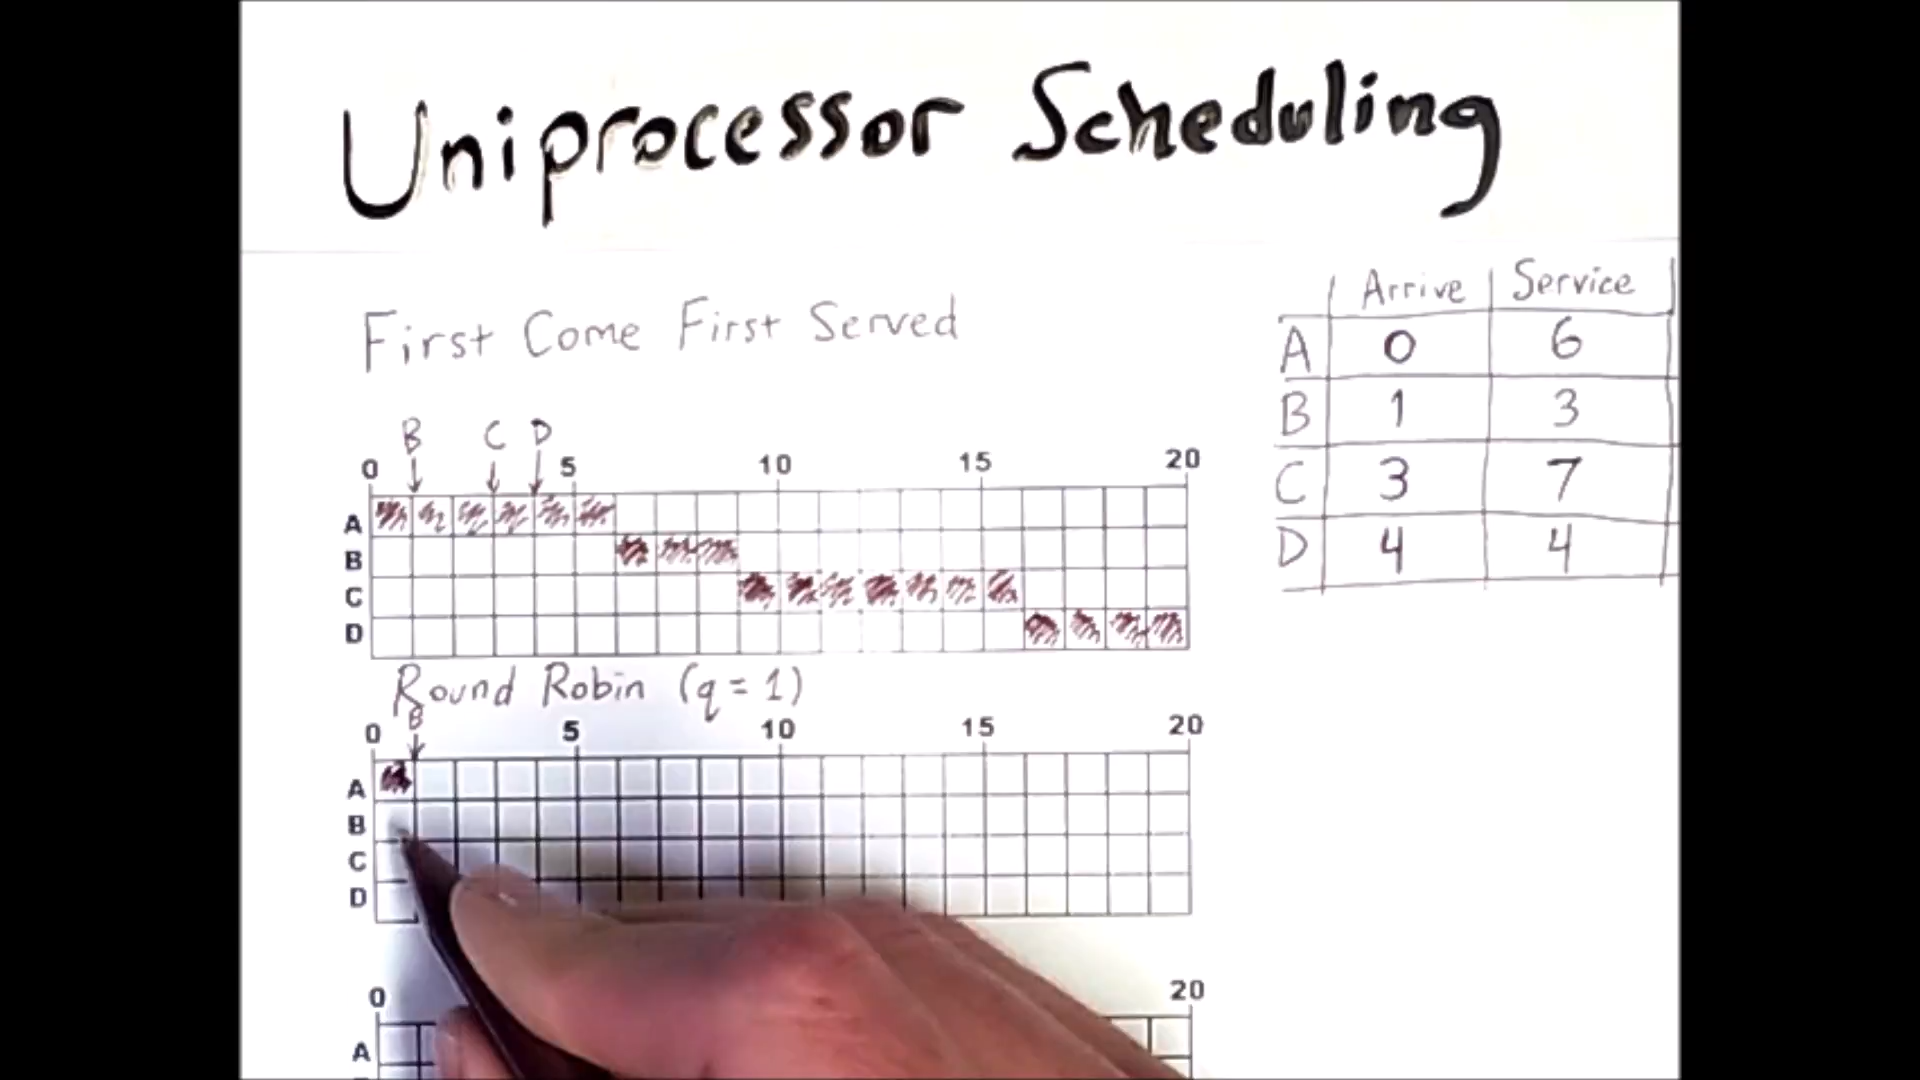 Uniprocessor Scheduling
First Come First Served
B C D
0 5 10 15 20
A
B
C
D
Round Robin (q = 1)
B
0 5 10 15 20
A
B
C
D
0 20
A
Arrive Service
A 0 6
B 1 3
C 3 7
D 4 4